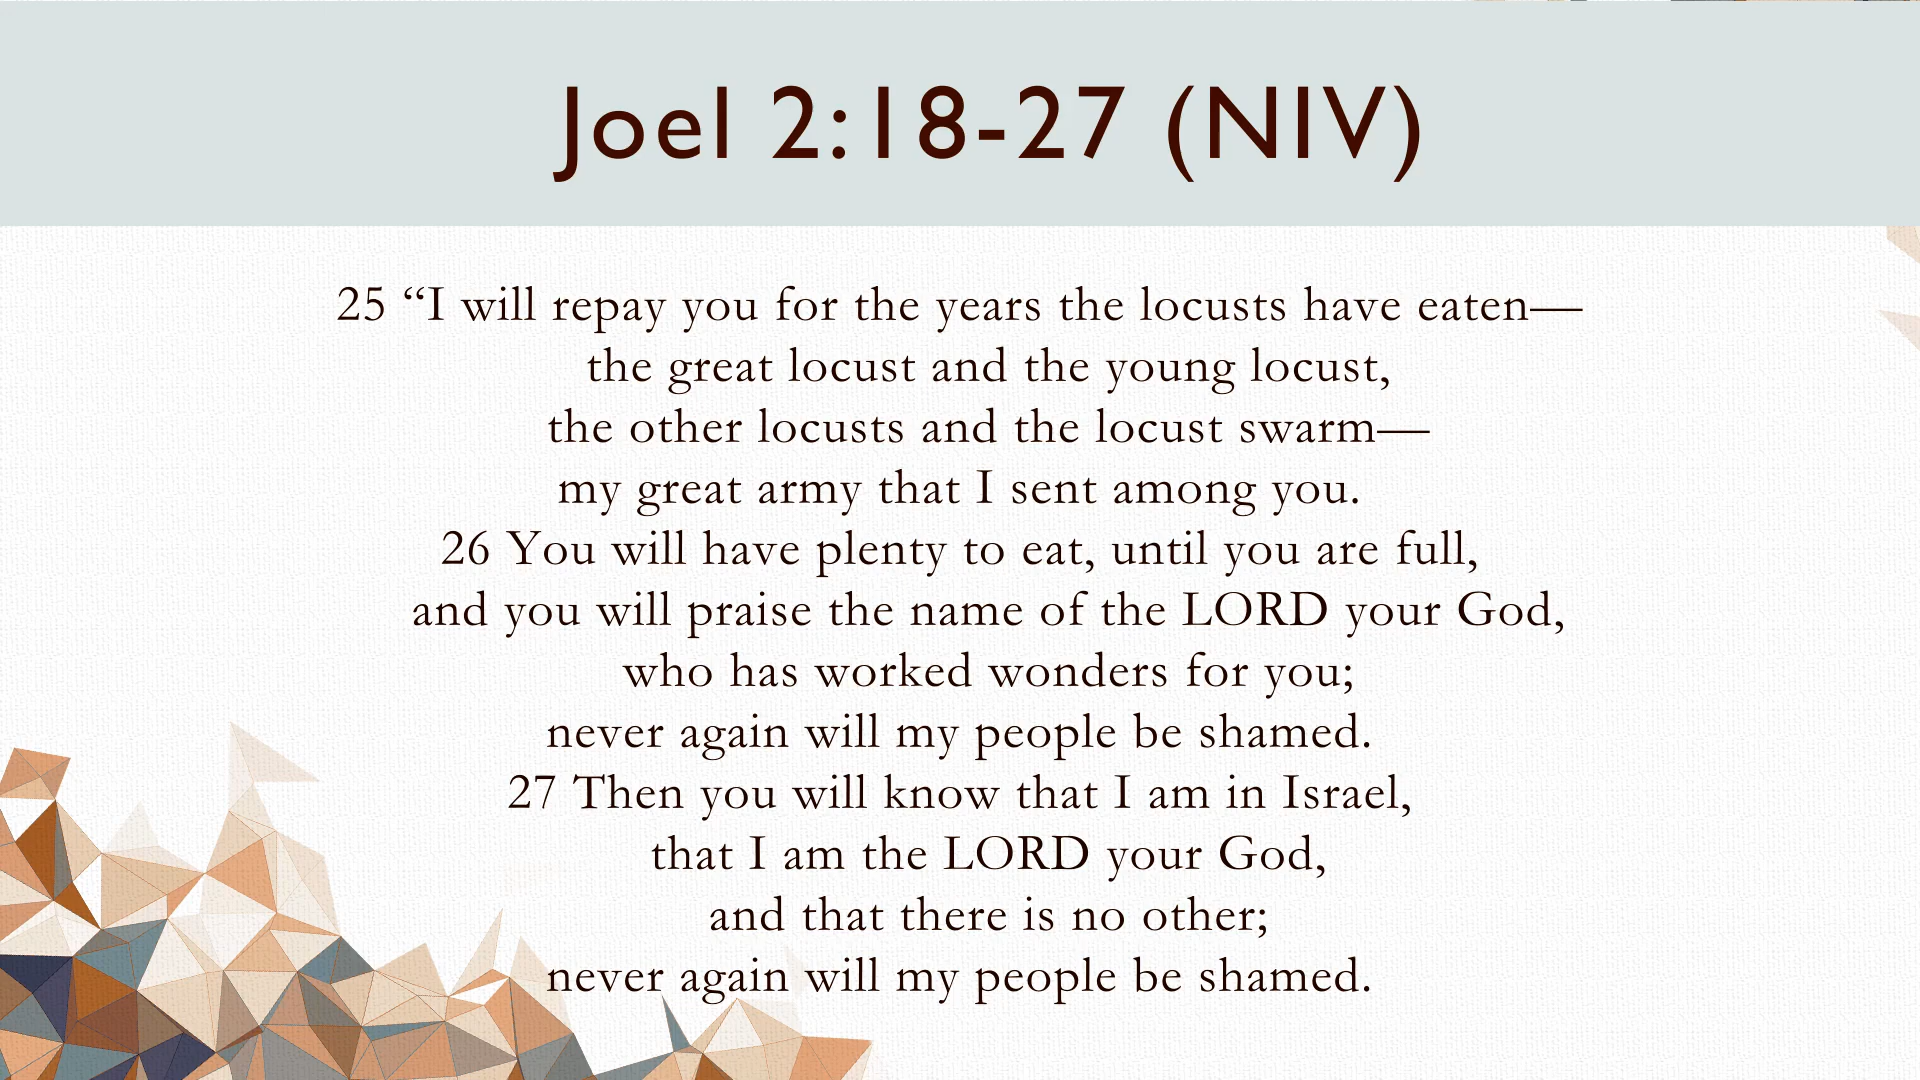 Joel 2:18-27 (NIV)
25 “I will repay you for the years the locusts have eaten—
the great locust and the young locust,
the other locusts and the locust swarm—
my great army that I sent among you.
26 You will have plenty to eat, until you are full,
and you will praise the name of the LORD your God,
who has worked wonders for you;
never again will my people be shamed.
27 Then you will know that I am in Israel,
that I am the LORD your God,
and that there is no other;
never again will my people be shamed.